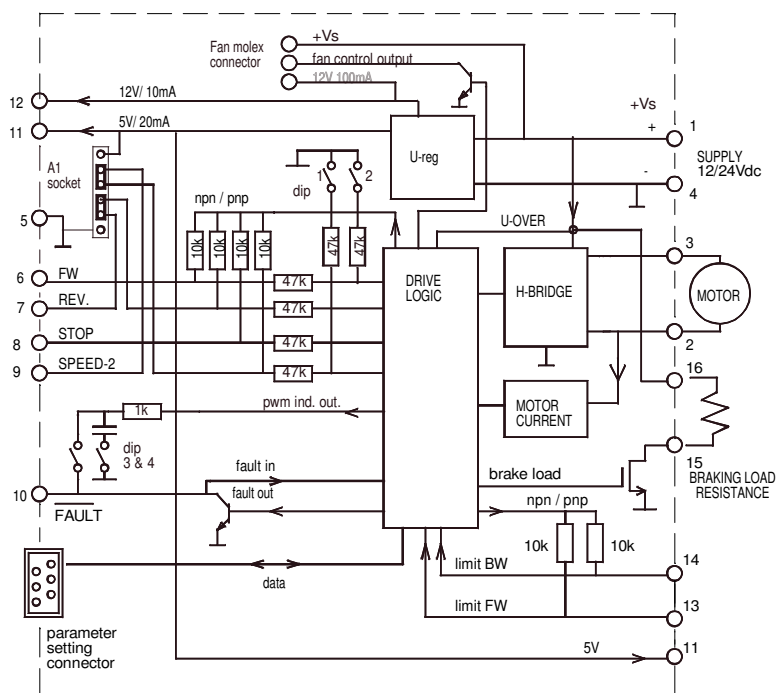 Fan molex
connector
+Vs
fan control output
12V 100mA
12
12V/ 10mA
11
5V/ 20mA
+Vs
+
1
SUPPLY
12/24Vdc
-
4
U-reg
A1
socket
dip
1
2
npn / pnp
5
10k
10k
10k
10k
47k
47k
U-OVER
3
6
FW
47k
DRIVE
LOGIC
H-BRIDGE
MOTOR
7
REV.
47k
8
STOP
47k
2
9
SPEED-2
47k
16
1k
pwm ind. out.
MOTOR
CURRENT
dip
3 & 4
15
BRAKING LOAD
RESISTANCE
brake load
fault in
10
fault out
FAULT
npn / pnp
10k
10k
limit BW
14
data
limit FW
13
parameter
setting
connector
5V
11